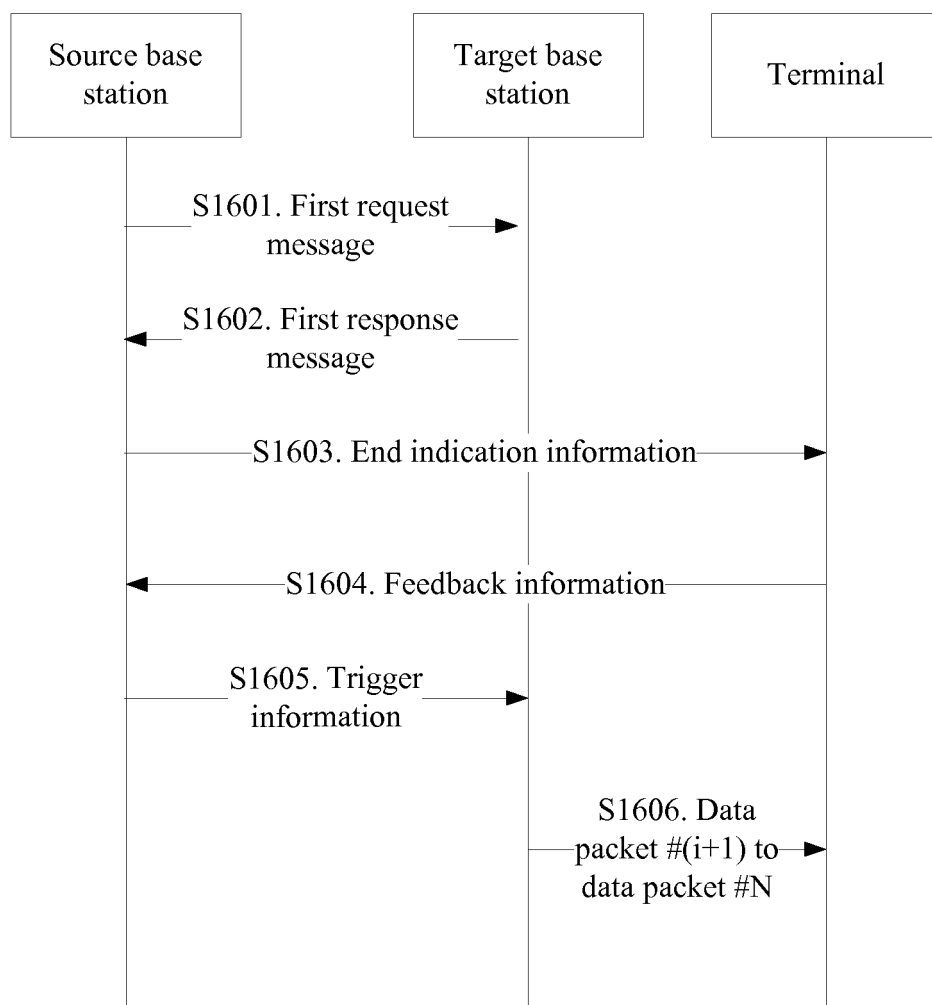 Source base
station
Target base
station
Terminal
S1601. First request
message
S1602. First response
message
S1603. End indication information
S1604. Feedback information
S1605. Trigger
information
S1606. Data
packet #(i+1) to
data packet #N